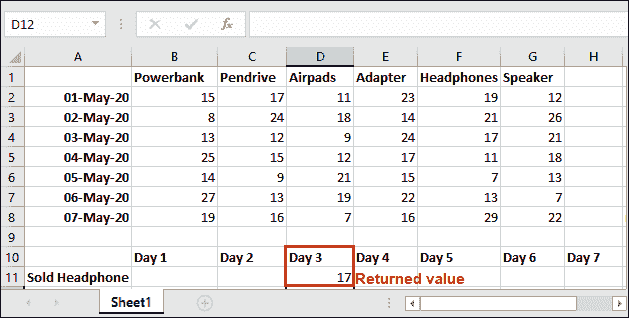 D12 fx
A B C D E F G H
1 Powerbank Pendrive Airpads Adapter Headphones Speaker
2 01-May-20 15 17 11 23 19 12
3 02-May-20 8 24 18 14 21 26
4 03-May-20 13 12 9 24 17 21
5 04-May-20 25 15 12 17 11 18
6 05-May-20 14 9 21 15 7 13
7 06-May-20 27 13 19 22 13 7
8 07-May-20 19 16 7 16 29 22
9
10 Day 1 Day 2 Day 3 Day 4 Day 5 Day 6 Day 7
11 Sold Headphone 17 Returned value
Sheet1